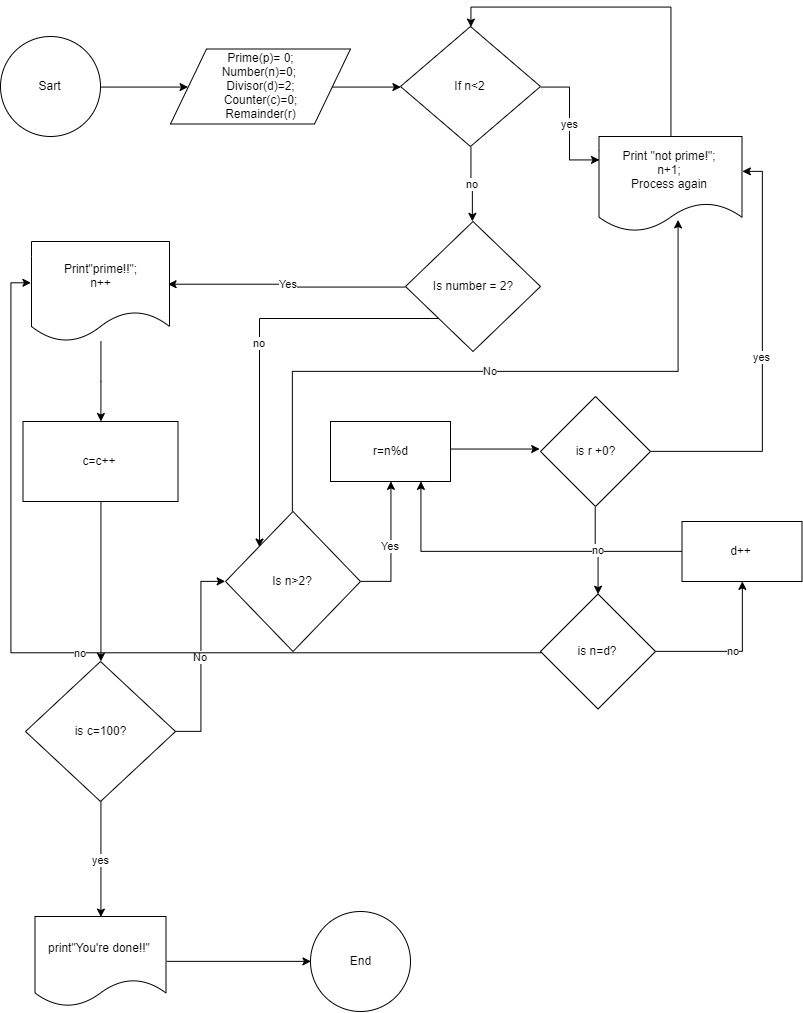 Sart
Prime(p)= 0;
Number(n)=0;
Divisor(d)=2;
Counter(c)=0;
Remainder(r)
If n<2
yes
Print "not prime!";
n+1;
Process again
no
Print"prime!!";
n++
Yes
Is number = 2?
no
yes
No
c=c++
r=n%d
is r +0?
Yes
no
d++
Is n>2?
no
No
is n=d?
no
is c=100?
yes
print"You're done!!"
End